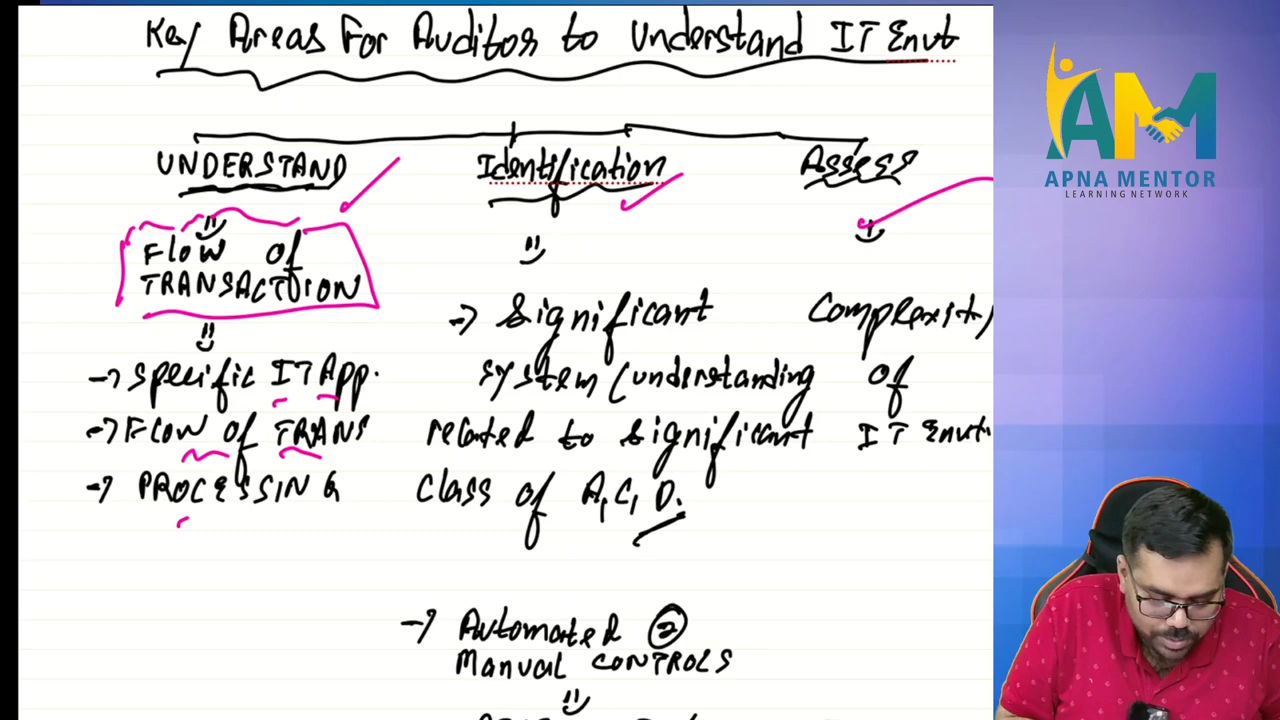 Key Areas For Auditor to Understand IT Envt
UNDERSTAND
Flow of
TRANSACTION
→ Specific IT App.
→ Flow of TRANS
→ PROCESSING
Identification
→ Significant
system (understanding
related to significant
class of A, C, D.
→ Automated &
Manual CONTROLS
Assess
Complexity
of
IT Envt.
AM
APNA MENTOR
LEARNING NETWORK